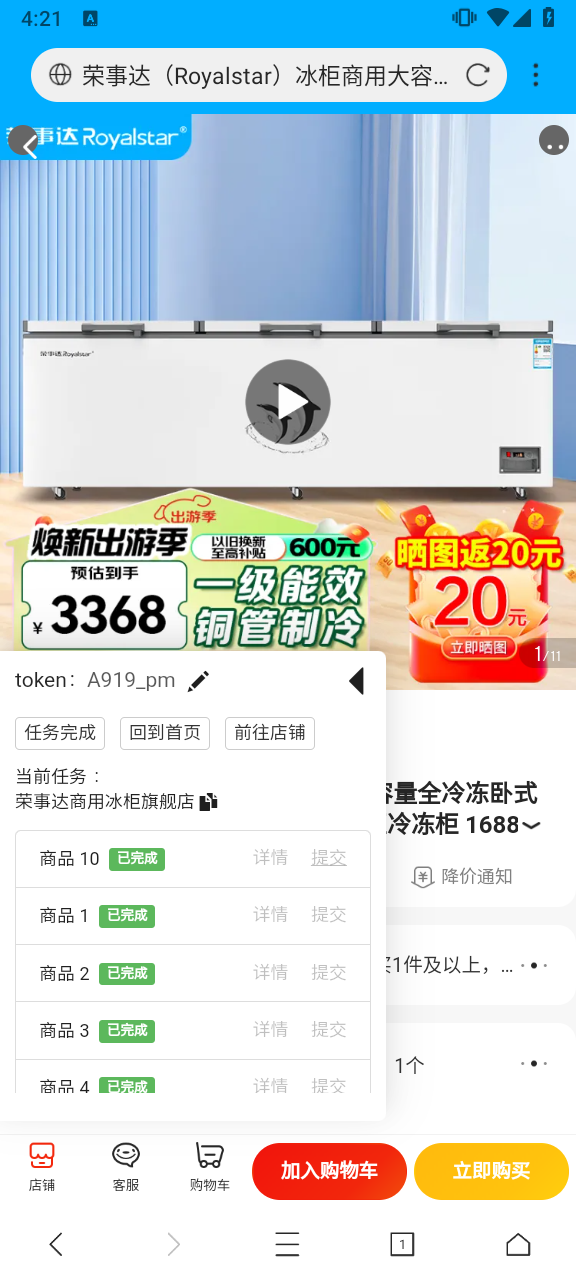 4:21
A
荣事达（Royalstar）冰柜商用大容…
荣事达 Royalstar®
荣事达 Royalstar®
出游季
焕新出游季
以旧换新
至高补贴
600元
预估到手
¥3368
一级能效
铜管制冷
晒图返20元
20元
立即晒图
1/11
token: A919_pm
任务完成 回到首页 前往店铺
当前任务：
荣事达商用冰柜旗舰店
商品 10 已完成 详情 提交
商品 1 已完成 详情 提交
商品 2 已完成 详情 提交
商品 3 已完成 详情 提交
商品 4 已完成 详情 提交
容量全冷冻卧式
冷冻柜 1688
降价通知
买1件及以上，…
1个
店铺
客服
购物车
加入购物车
立即购买
1